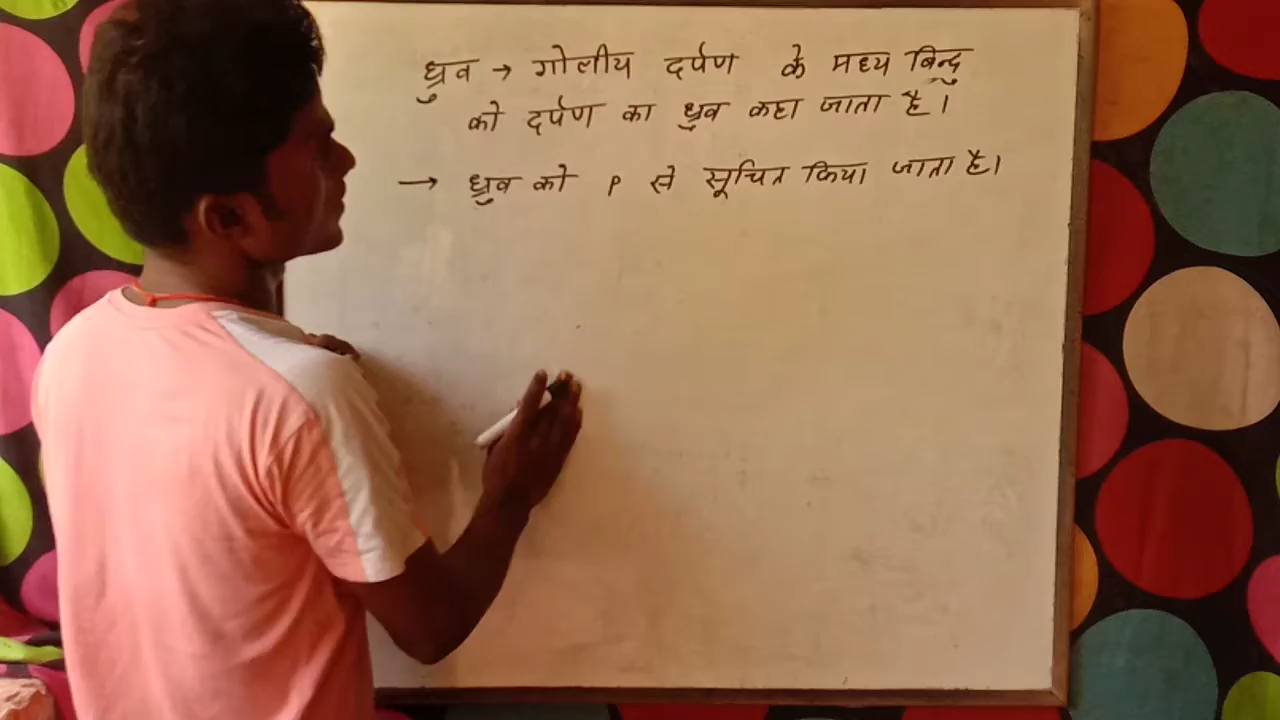 ध्रुव → गोलीय दर्पण के मध्य बिन्दु
को दर्पण का ध्रुव कहा जाता है।
→ ध्रुव को P से सूचित किया जाता है।